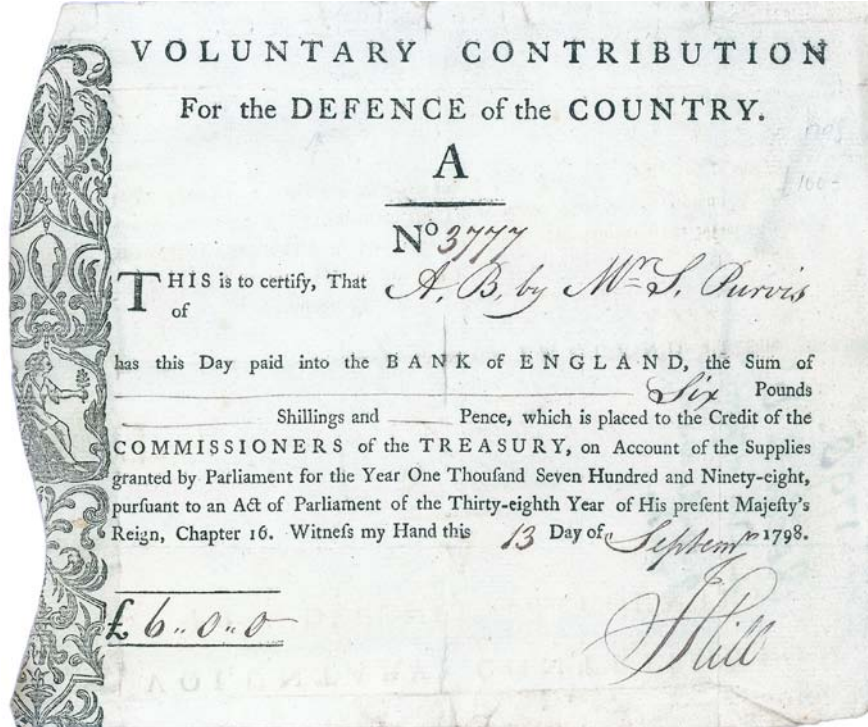 VOLUNTARY CONTRIBUTION
For the DEFENCE of the COUNTRY.
A
No 3777
THIS is to certify, That A. B. by Mr S. Purvis
of
has this Day paid into the BANK of ENGLAND, the Sum of
Six Pounds
Shillings and Pence, which is placed to the Credit of the
COMMISSIONERS of the TREASURY, on Account of the Supplies
granted by Parliament for the Year One Thouſand Seven Hundred and Ninety-eight,
purſuant to an Act of Parliament of the Thirty-eighth Year of His preſent Majeſty's
Reign, Chapter 16. Witneſs my Hand this 13 Day of Septemr 1798.
£ 6..0..0